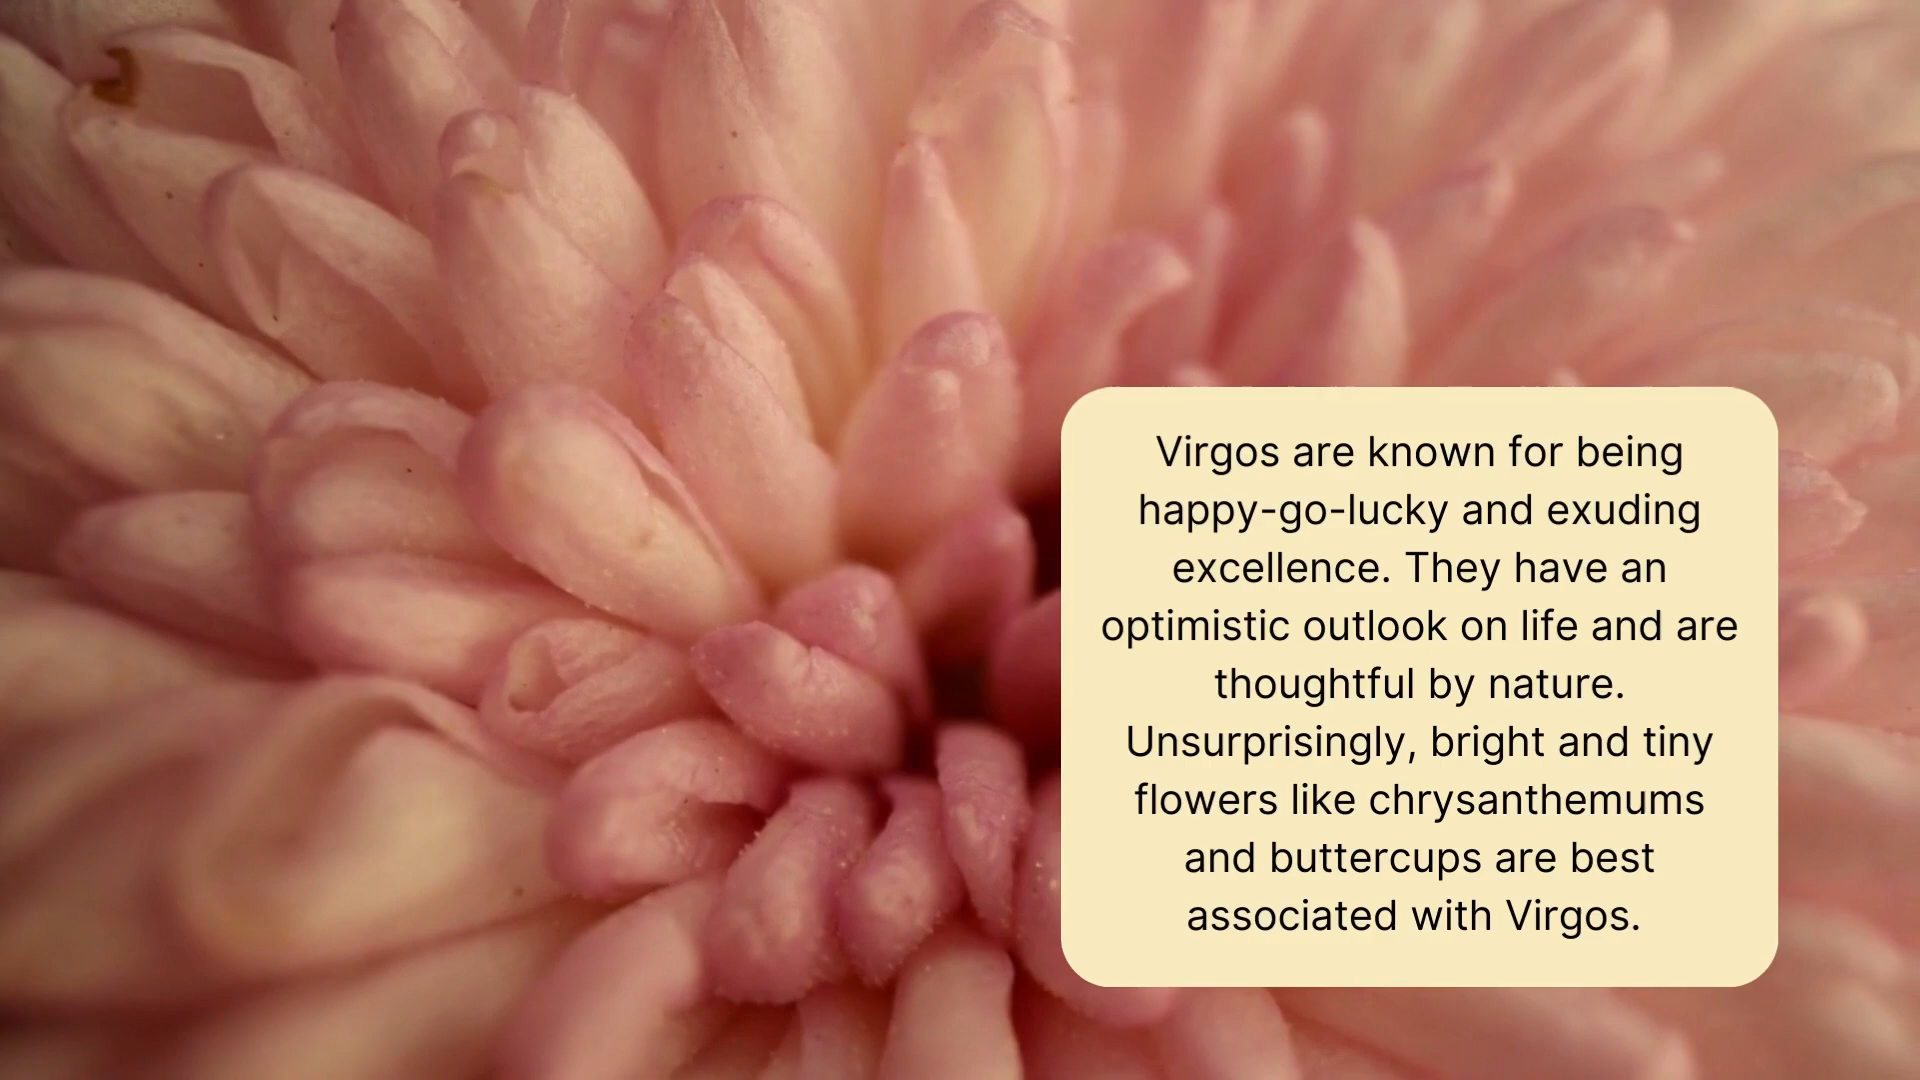 Virgos are known for being
happy-go-lucky and exuding
excellence. They have an
optimistic outlook on life and are
thoughtful by nature.
Unsurprisingly, bright and tiny
flowers like chrysanthemums
and buttercups are best
associated with Virgos.